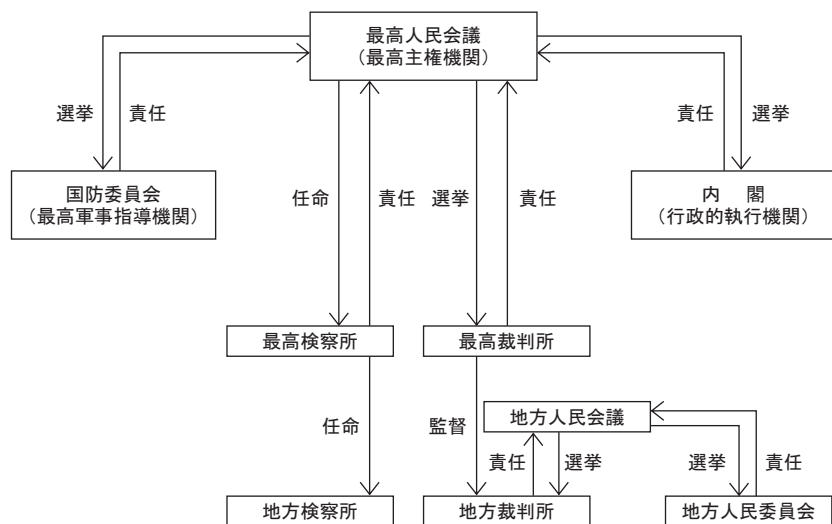 最高人民会議
（最高主権機関）
選挙
責任
責任
選挙
国防委員会
（最高軍事指導機関）
任命
責任
選挙
責任
内　閣
（行政的執行機関）
最高検察所
最高裁判所
任命
監督
地方人民会議
責任
選挙
選挙
責任
地方検察所
地方裁判所
地方人民委員会